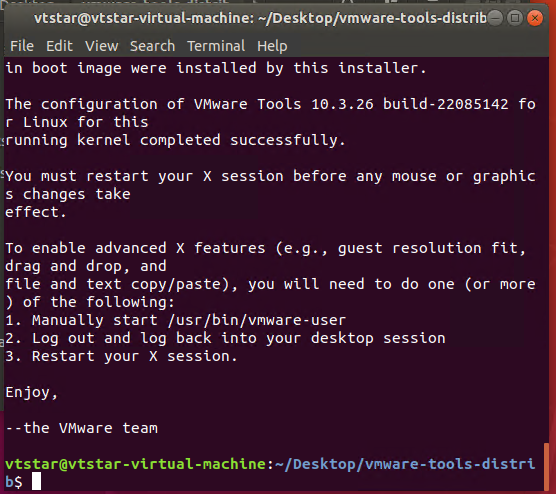 vtstar@vtstar-virtual-machine: ~/Desktop/vmware-tools-distrib
File Edit View Search Terminal Help
in boot image were installed by this installer.
The configuration of VMware Tools 10.3.26 build-22085142 fo
r Linux for this
running kernel completed successfully.
You must restart your X session before any mouse or graphic
s changes take
effect.
To enable advanced X features (e.g., guest resolution fit,
drag and drop, and
file and text copy/paste), you will need to do one (or more
) of the following:
1. Manually start /usr/bin/vmware-user
2. Log out and log back into your desktop session
3. Restart your X session.
Enjoy,
--the VMware team
vtstar@vtstar-virtual-machine:~/Desktop/vmware-tools-distri
b$